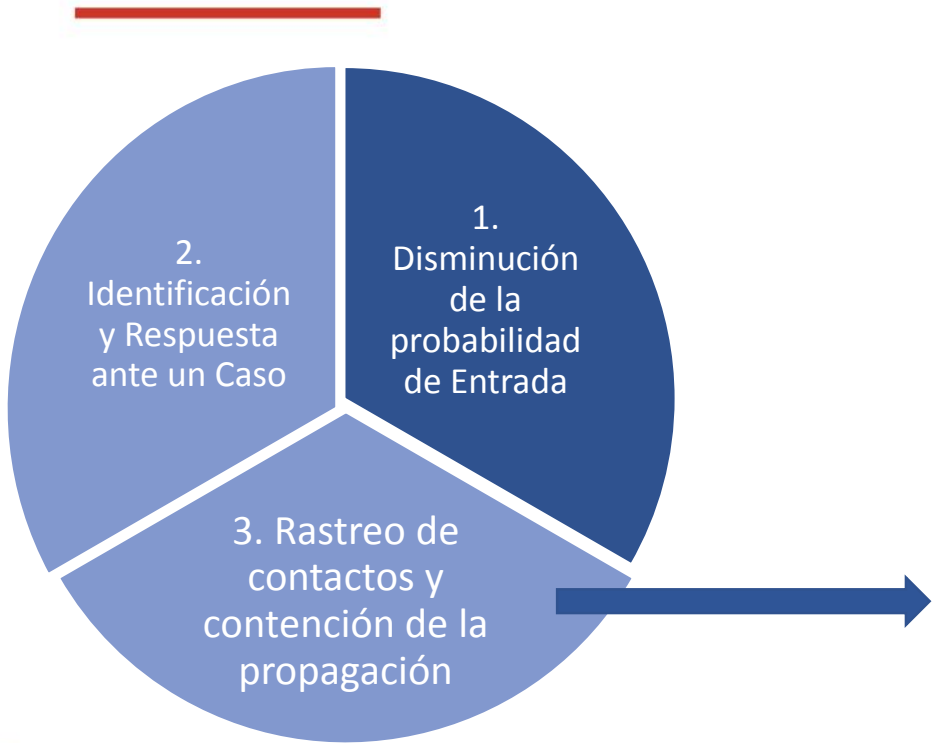 1.
Disminución
de la
probabilidad
de Entrada
2.
Identificación
y Respuesta
ante un Caso
3. Rastreo de
contactos y
contención de la
propagación